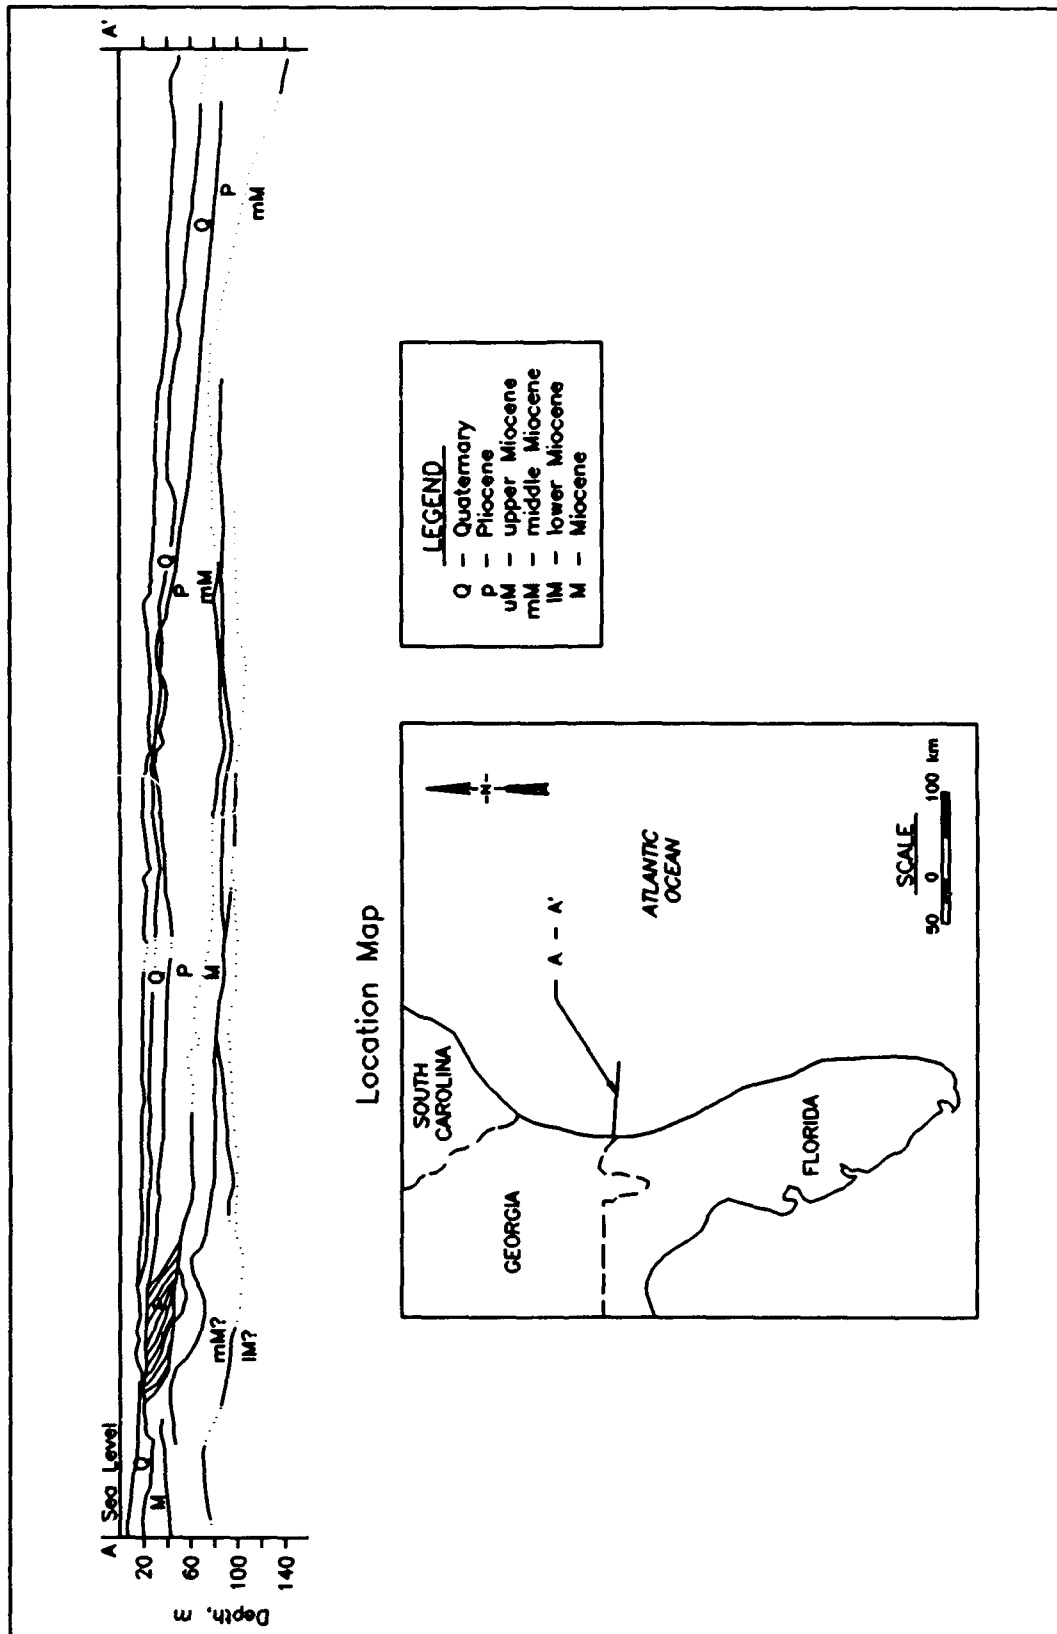 A Sea Level
A'
20
60
100
140
Depth, m
Q
M
mM?
lM?
Q
P
M
Q
P
mM
Q
P
mM
Location Map
SOUTH
CAROLINA
GEORGIA
FLORIDA
A - A'
ATLANTIC
OCEAN
-N-
SCALE
50 0 100 km
LEGEND
Q - Quaternary
P - Pliocene
uM - upper Miocene
mM - middle Miocene
lM - lower Miocene
M - Miocene